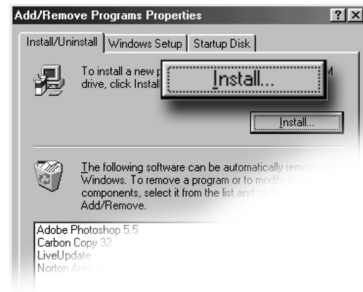 Add/Remove Programs Properties
Install/Uninstall Windows Setup Startup Disk
To install a new
drive, click Install
Install...
Install...
The following software can be automatically
Windows. To remove a program or to
components, select it from the list and
Add/Remove.
Adobe Photoshop 5.5
Carbon Copy 32
LiveUpdate
Norton